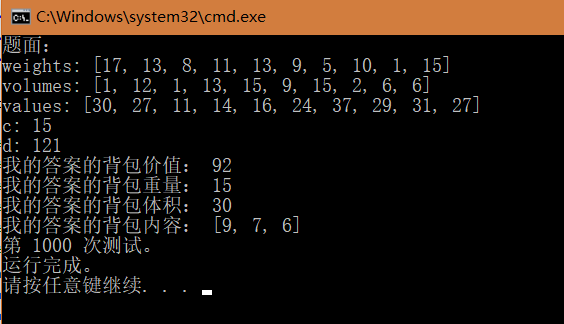 C:\Windows\system32\cmd.exe
题面:
weights: [17, 13, 8, 11, 13, 9, 5, 10, 1, 15]
volumes: [1, 12, 1, 13, 15, 9, 15, 2, 6, 6]
values: [30, 27, 11, 14, 16, 24, 37, 29, 31, 27]
c: 15
d: 121
我的答案的背包价值: 92
我的答案的背包重量: 15
我的答案的背包体积: 30
我的答案的背包内容: [9, 7, 6]
第 1000 次测试。
运行完成。
请按任意键继续. . .